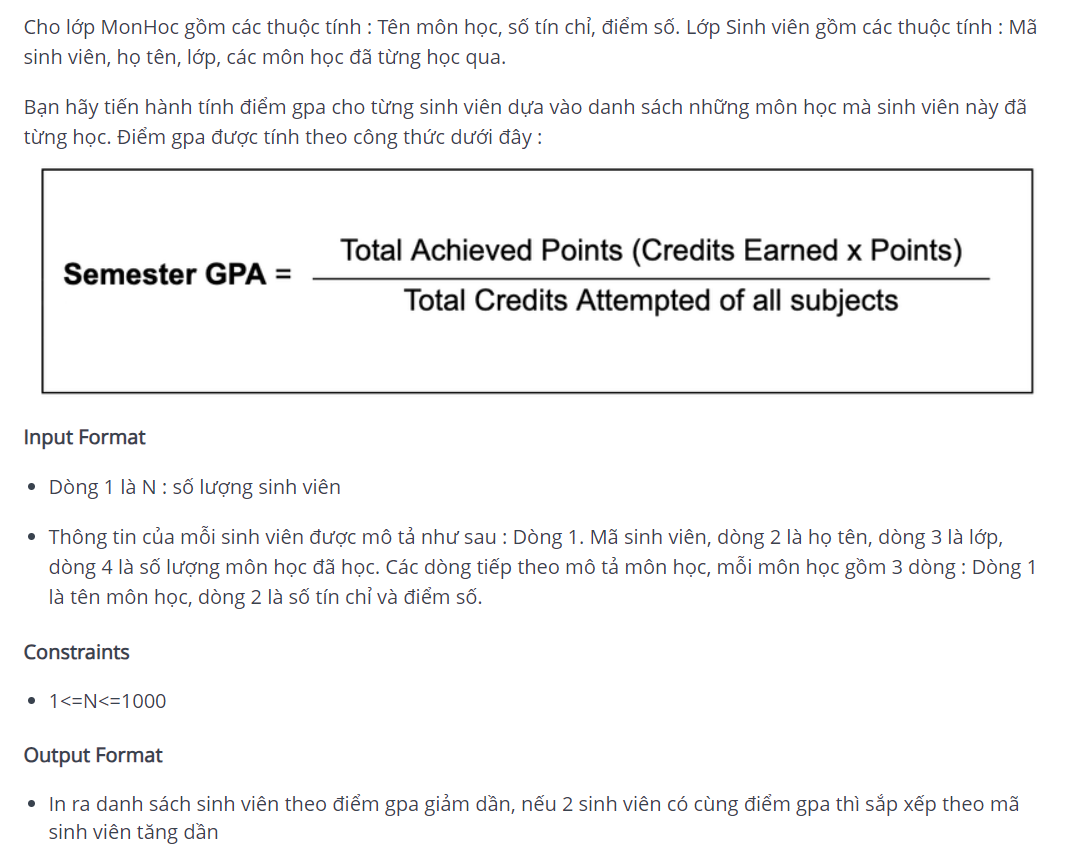 Cho lớp MonHoc gồm các thuộc tính : Tên môn học, số tín chỉ, điểm số. Lớp Sinh viên gồm các thuộc tính : Mã
sinh viên, họ tên, lớp, các môn học đã từng học qua.
Bạn hãy tiến hành tính điểm gpa cho từng sinh viên dựa vào danh sách những môn học mà sinh viên này đã
từng học. Điểm gpa được tính theo công thức dưới đây :
Total Achieved Points (Credits Earned x Points)
Semester GPA =
Total Credits Attempted of all subjects
Input Format
• Dòng 1 là N : số lượng sinh viên
• Thông tin của mỗi sinh viên được mô tả như sau : Dòng 1. Mã sinh viên, dòng 2 là họ tên, dòng 3 là lớp,
dòng 4 là số lượng môn học đã học. Các dòng tiếp theo mô tả môn học, mỗi môn học gồm 3 dòng : Dòng 1
là tên môn học, dòng 2 là số tín chỉ và điểm số.
Constraints
• 1<=N<=1000
Output Format
• In ra danh sách sinh viên theo điểm gpa giảm dần, nếu 2 sinh viên có cùng điểm gpa thì sắp xếp theo mã
sinh viên tăng dần